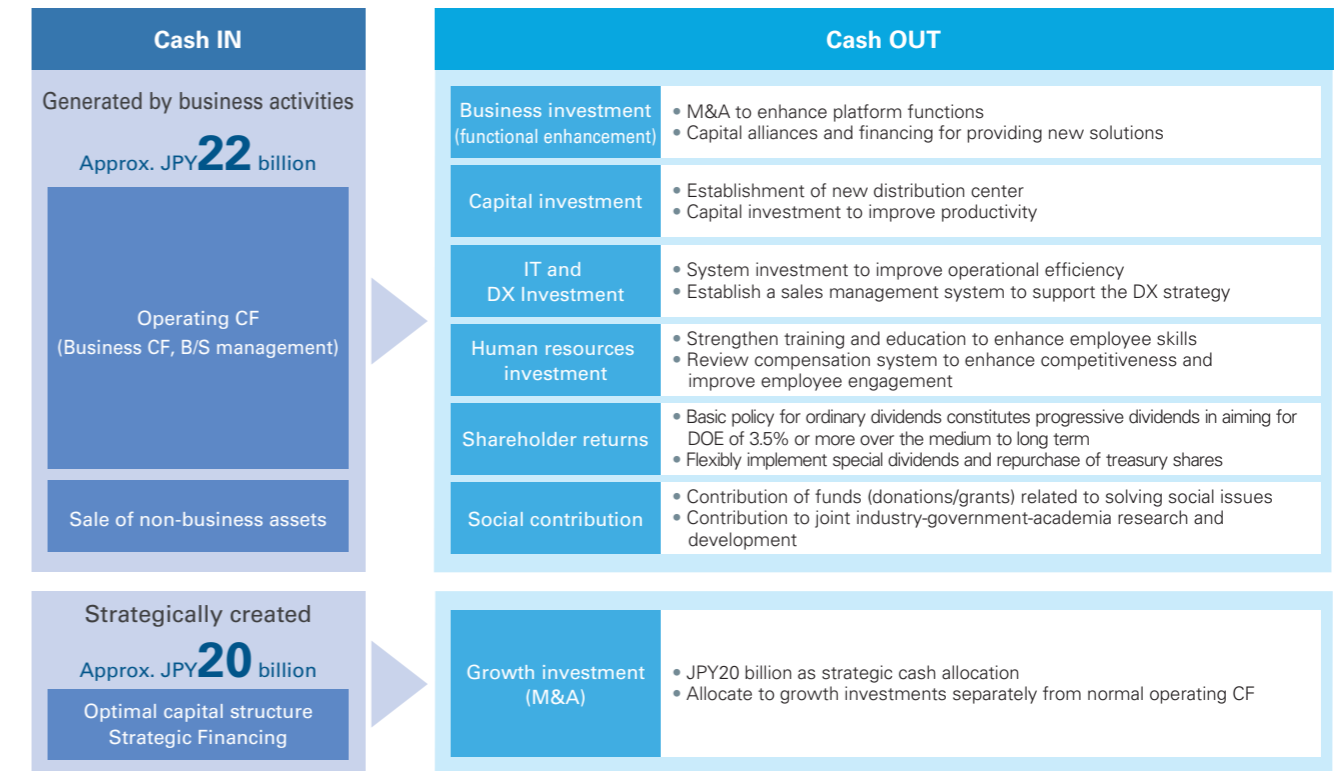 Cash IN
Generated by business activities
Approx. JPY22 billion
Operating CF
(Business CF, B/S management)
Sale of non-business assets
Strategically created
Approx. JPY20 billion
Optimal capital structure
Strategic Financing
Cash OUT
Business investment
(functional enhancement)
• M&A to enhance platform functions
• Capital alliances and financing for providing new solutions
Capital investment
• Establishment of new distribution center
• Capital investment to improve productivity
IT and
DX Investment
• System investment to improve operational efficiency
• Establish a sales management system to support the DX strategy
Human resources
investment
• Strengthen training and education to enhance employee skills
• Review compensation system to enhance competitiveness and
improve employee engagement
Shareholder returns
• Basic policy for ordinary dividends constitutes progressive dividends in aiming for
DOE of 3.5% or more over the medium to long term
• Flexibly implement special dividends and repurchase of treasury shares
Social contribution
• Contribution of funds (donations/grants) related to solving social issues
• Contribution to joint industry-government-academia research and
development
Growth investment
(M&A)
• JPY20 billion as strategic cash allocation
• Allocate to growth investments separately from normal operating CF